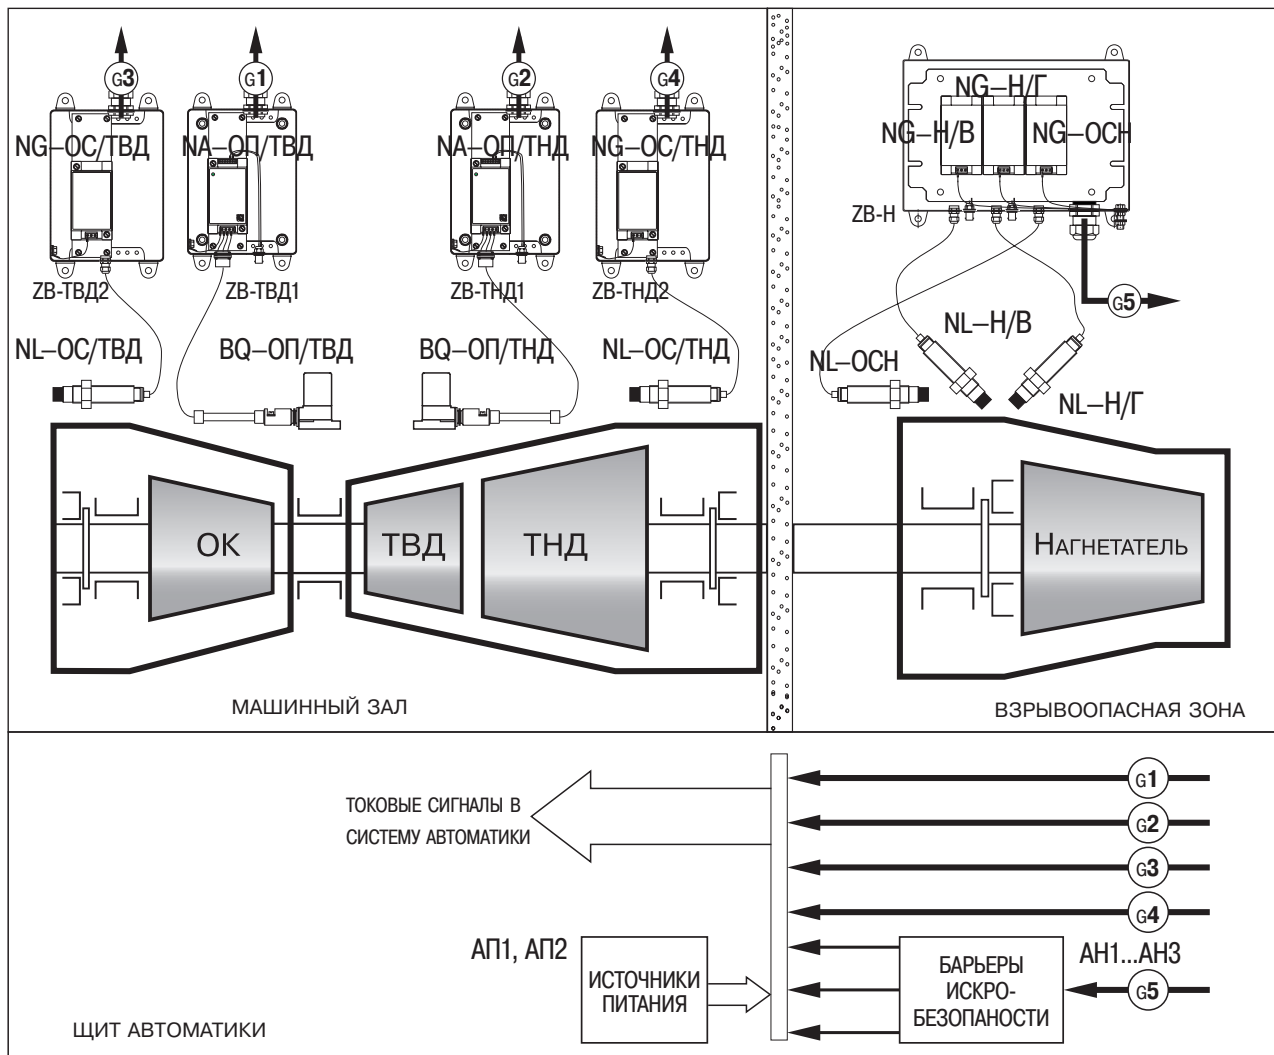 G3
G1
G2
G4
NG–ОС/ТВД
NA–ОП/ТВД
NA–ОП/ТНД
NG–ОС/ТНД
NG–Н/Г
NG–Н/В
NG–ОСН
ZB-Н
ZB-ТВД2
ZB-ТВД1
ZB-ТНД1
ZB-ТНД2
G5
NL–ОС/ТВД
BQ–ОП/ТВД
BQ–ОП/ТНД
NL–ОС/ТНД
NL–ОСН
NL–Н/В
NL–Н/Г
ОК
ТВД
ТНД
НАГНЕТАТЕЛЬ
МАШИННЫЙ ЗАЛ
ВЗРЫВООПАСНАЯ ЗОНА
ТОКОВЫЕ СИГНАЛЫ В
СИСТЕМУ АВТОМАТИКИ
G1
G2
G3
G4
АП1, АП2
ИСТОЧНИКИ
ПИТАНИЯ
БАРЬЕРЫ
ИСКРО-
БЕЗОПАНОСТИ
АН1...АН3
G5
ЩИТ АВТОМАТИКИ